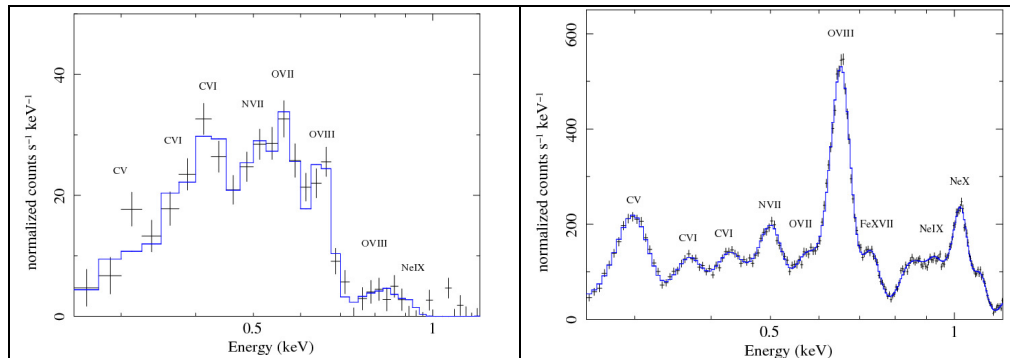 normalized counts s⁻¹ keV⁻¹
40
20
0
CV
CVI
CVI
NVII
OVII
OVIII
OVIII
NeIX
0.5
1
Energy (keV)
normalized counts s⁻¹ keV⁻¹
600
400
200
0
CV
CVI
CVI
NVII
OVII
OVIII
FeXVII
NeIX
NeX
0.5
1
Energy (keV)